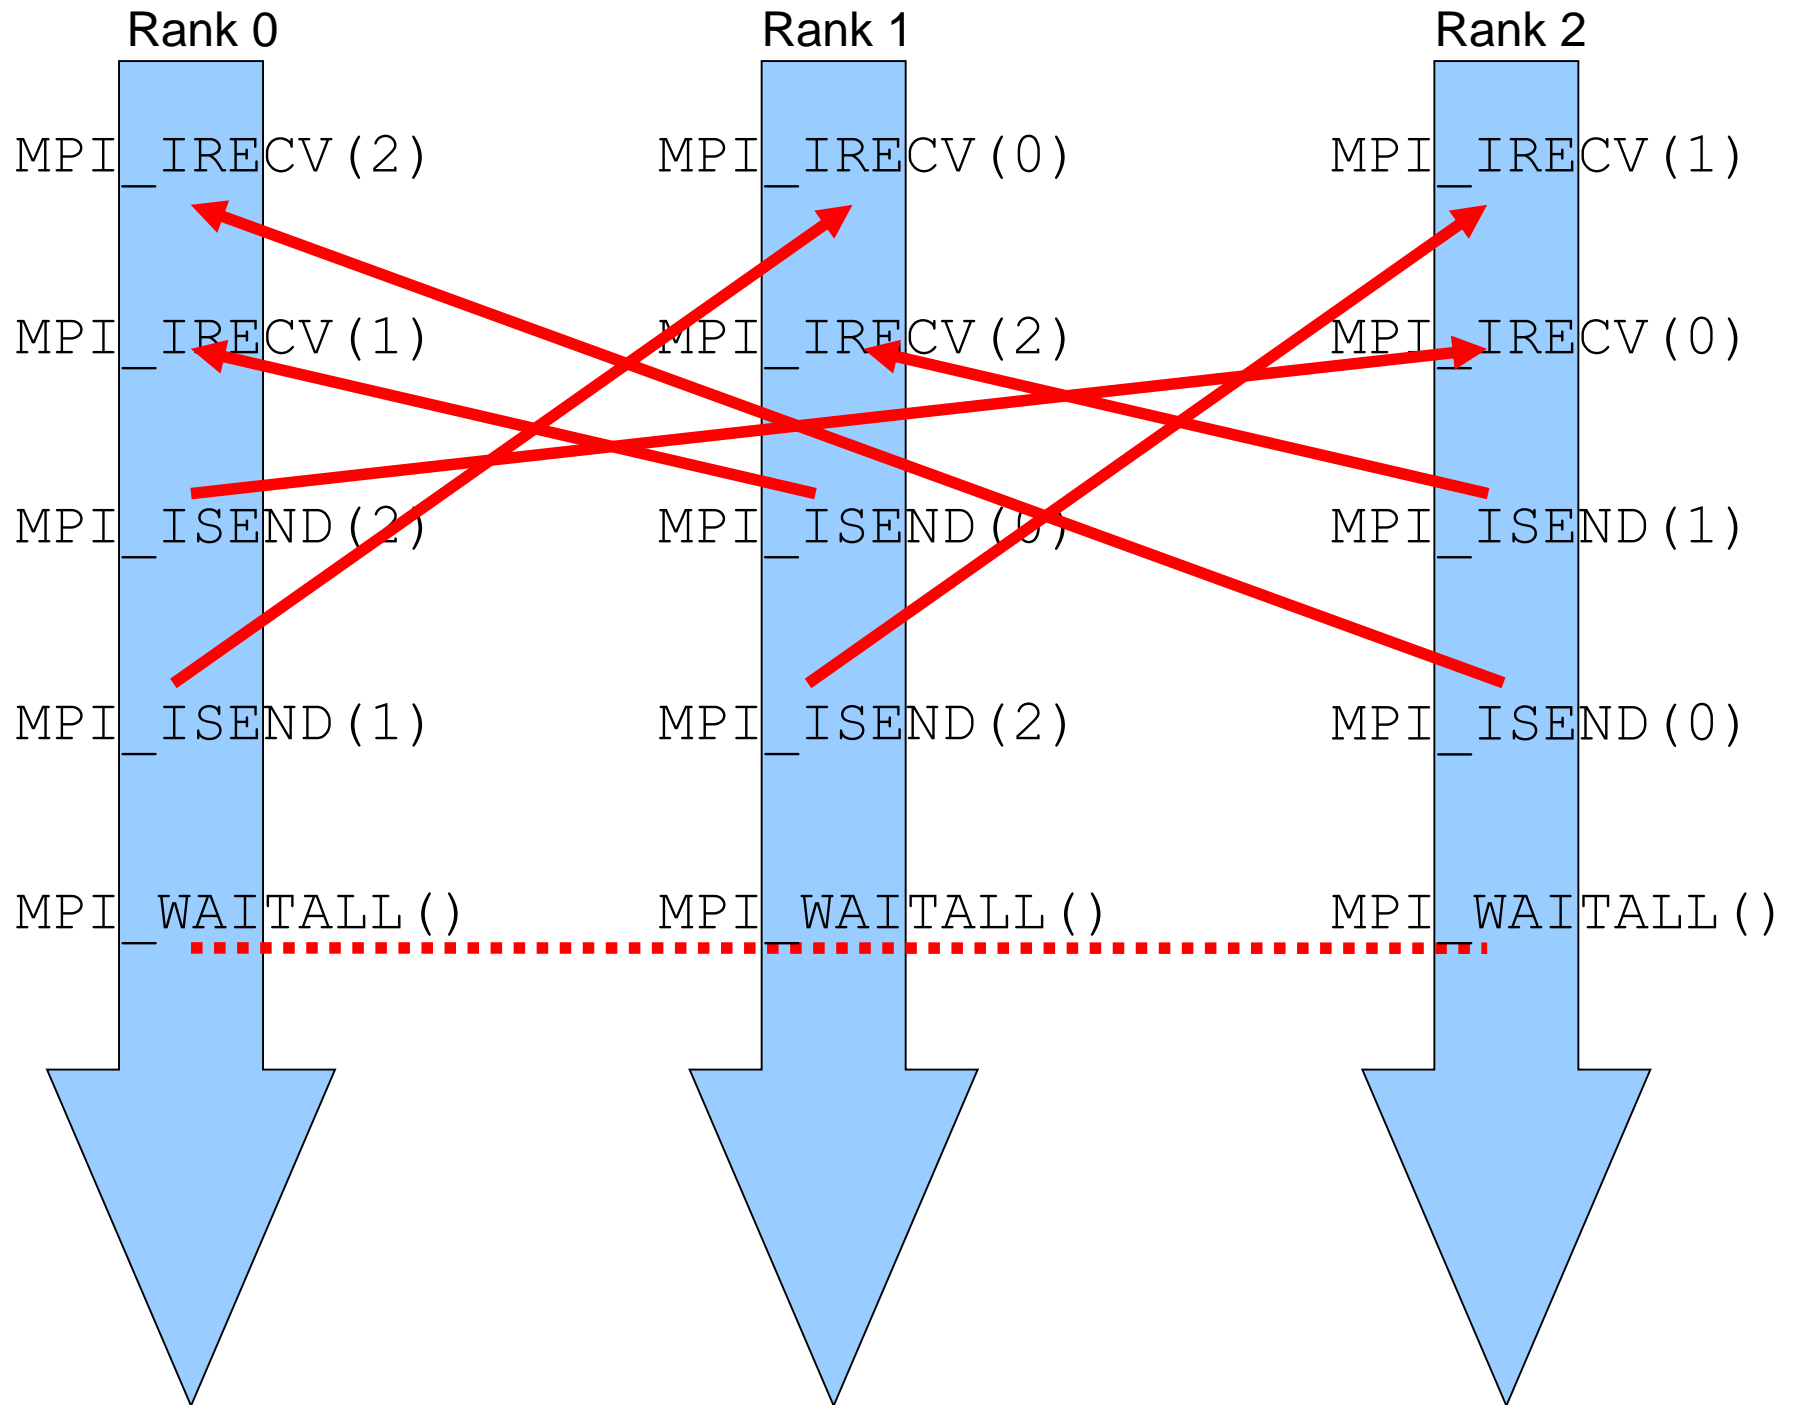 Rank 0 Rank 1 Rank 2
MPI_IRECV(2) MPI_IRECV(0) MPI_IRECV(1)
MPI_IRECV(1) MPI_IRECV(2) MPI_IRECV(0)
MPI_ISEND(2) MPI_ISEND(0) MPI_ISEND(1)
MPI_ISEND(1) MPI_ISEND(2) MPI_ISEND(0)
MPI_WAITALL() MPI_WAITALL() MPI_WAITALL()